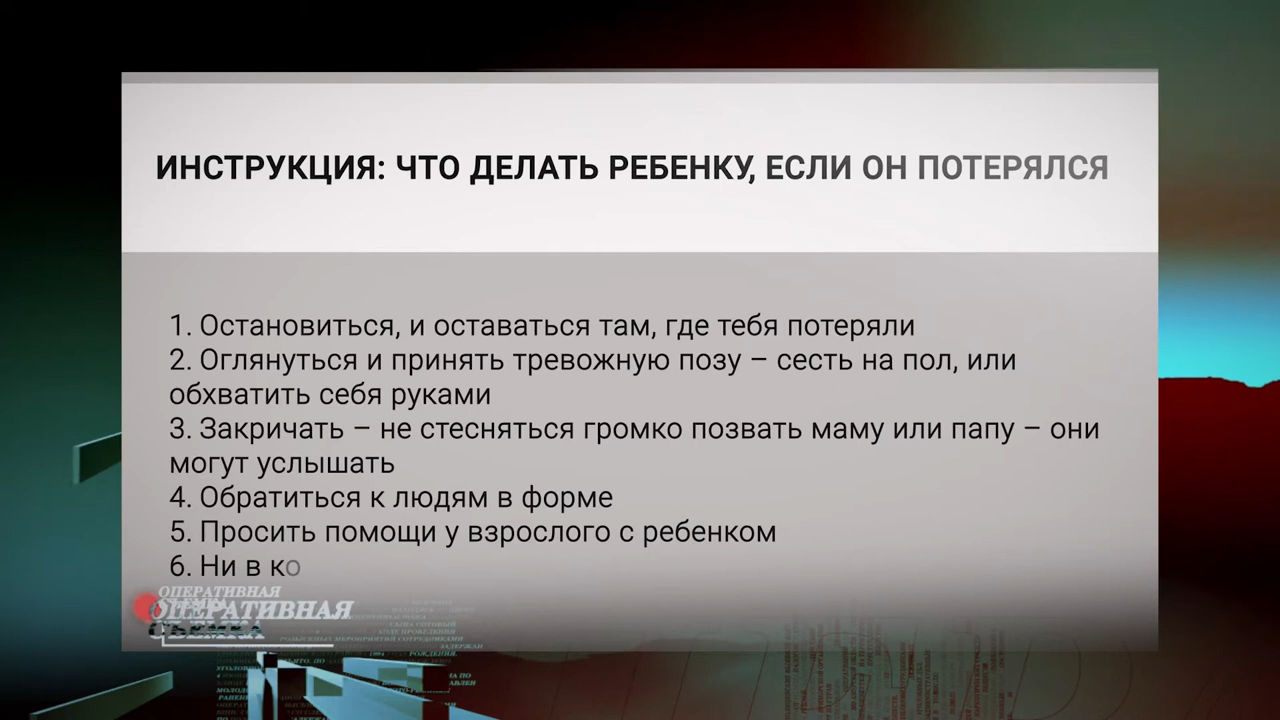 ИНСТРУКЦИЯ: ЧТО ДЕЛАТЬ РЕБЕНКУ, ЕСЛИ ОН ПОТЕРЯЛСЯ
1. Остановиться, и оставаться там, где тебя потеряли
2. Оглянуться и принять тревожную позу – сесть на пол, или
обхватить себя руками
3. Закричать – не стесняться громко позвать маму или папу – они
могут услышать
4. Обратиться к людям в форме
5. Просить помощи у взрослого с ребенком
6. Ни в ко
ОПЕРАТИВНАЯ
ОПЕРАТИВНАЯ
СЪЕМКА